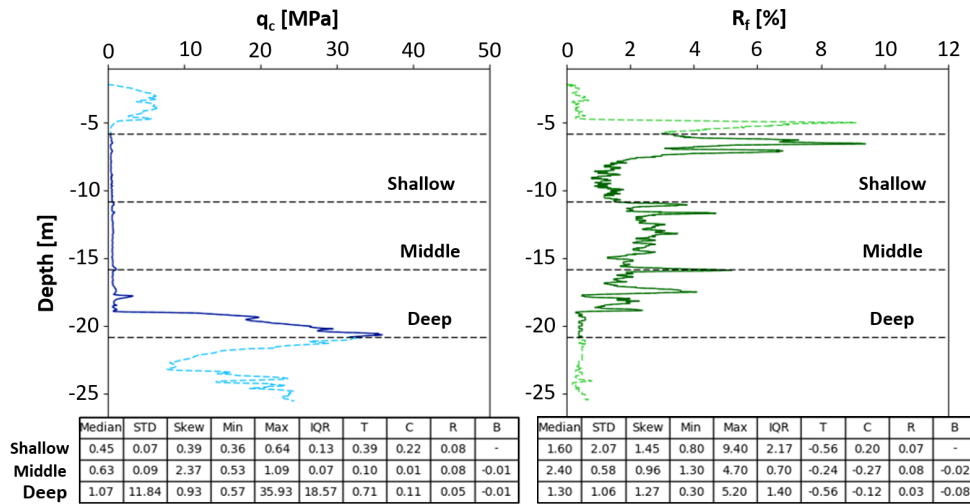 q_c [MPa] R_f [%]
0 10 20 30 40 50 0 2 4 6 8 10 12
-5 -5
Shallow Shallow
-10 -10
Depth [m]
Middle Middle
-15 -15
Deep Deep
-20 -20
-25 -25
Median STD Skew Min Max IQR T C R B Median STD Skew Min Max IQR T C R B
Shallow 0.45 0.07 0.39 0.36 0.64 0.13 0.39 0.22 0.08 - 1.60 2.07 1.45 0.80 9.40 2.17 -0.56 0.20 0.07 -
Middle 0.63 0.09 2.37 0.53 1.09 0.07 0.10 0.01 0.08 -0.01 2.40 0.58 0.96 1.30 4.70 0.70 -0.24 -0.27 0.08 -0.02
Deep 1.07 11.84 0.93 0.57 35.93 18.57 0.71 0.11 0.05 -0.01 1.30 1.06 1.27 0.30 5.20 1.40 -0.56 -0.12 0.03 -0.08